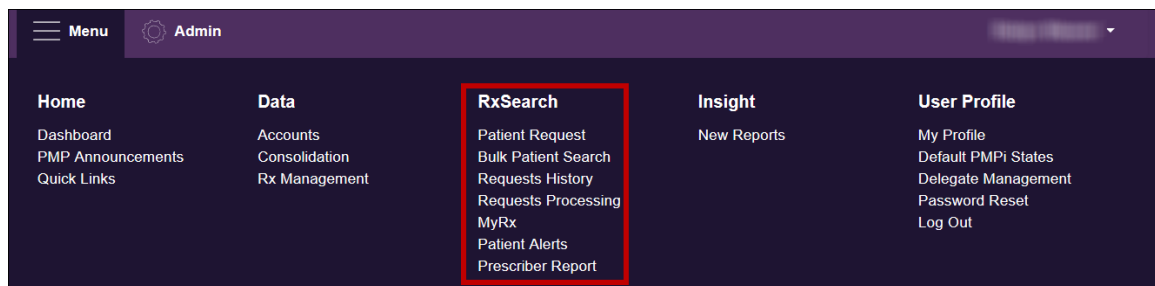 Menu
Admin
Home
Dashboard
PMP Announcements
Quick Links
Data
Accounts
Consolidation
Rx Management
RxSearch
Patient Request
Bulk Patient Search
Requests History
Requests Processing
MyRx
Patient Alerts
Prescriber Report
Insight
New Reports
User Profile
My Profile
Default PMPi States
Delegate Management
Password Reset
Log Out